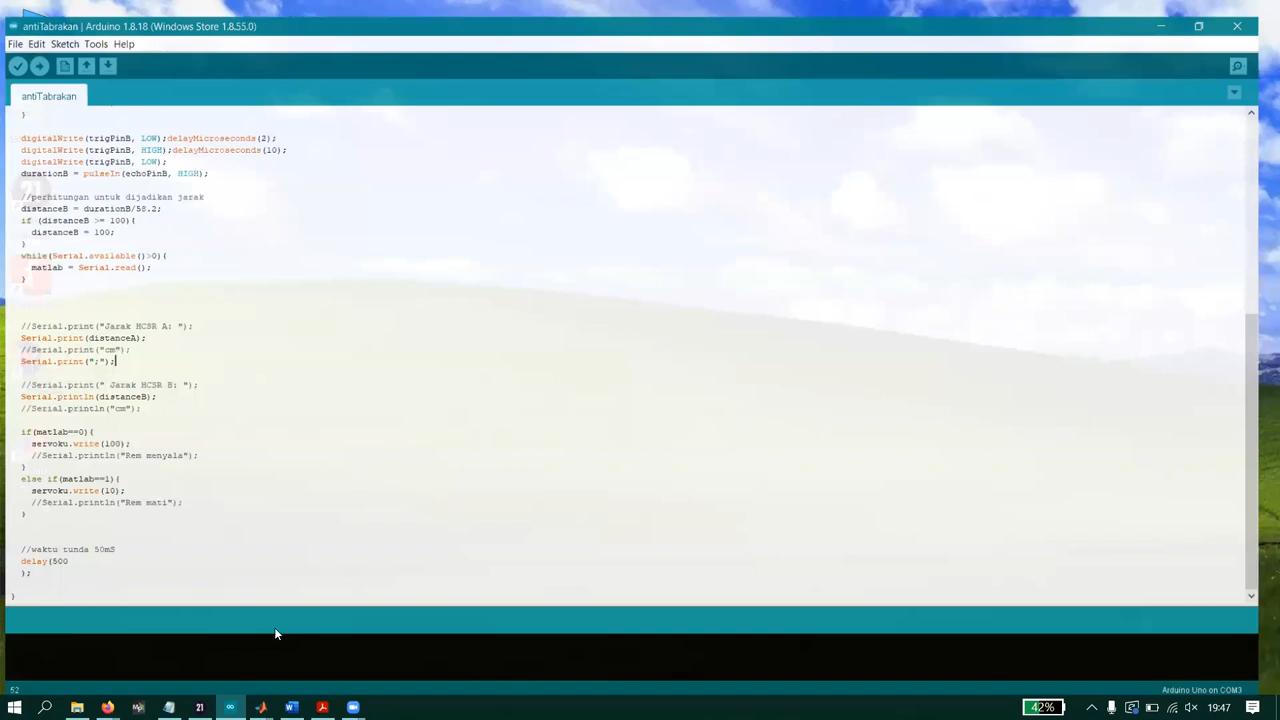 antiTabrakan | Arduino 1.8.18 (Windows Store 1.8.55.0)
File Edit Sketch Tools Help
antiTabrakan
}
digitalWrite(trigPinB, LOW);delayMicroseconds(2);
digitalWrite(trigPinB, HIGH);delayMicroseconds(10);
digitalWrite(trigPinB, LOW);
durationB = pulseIn(echoPinB, HIGH);
//perhitungan untuk dijadikan jarak
distanceB = durationB/58.2;
if (distanceB >= 100){
distanceB = 100;
}
while(Serial.available()>0){
matlab = Serial.read();
}
//Serial.print("Jarak HCSR A: ");
Serial.print(distanceA);
//Serial.print("cm");
Serial.print(";");
//Serial.print(" Jarak HCSR B: ");
Serial.println(distanceB);
//Serial.println("cm");
if(matlab==0){
servoku.write(100);
//Serial.println("Rem menyala");
}
else if(matlab==1){
servoku.write(10);
//Serial.println("Rem mati");
}
//waktu tunda 50mS
delay(500
);
}
52
Arduino Uno on COM3
21
42%
19:47